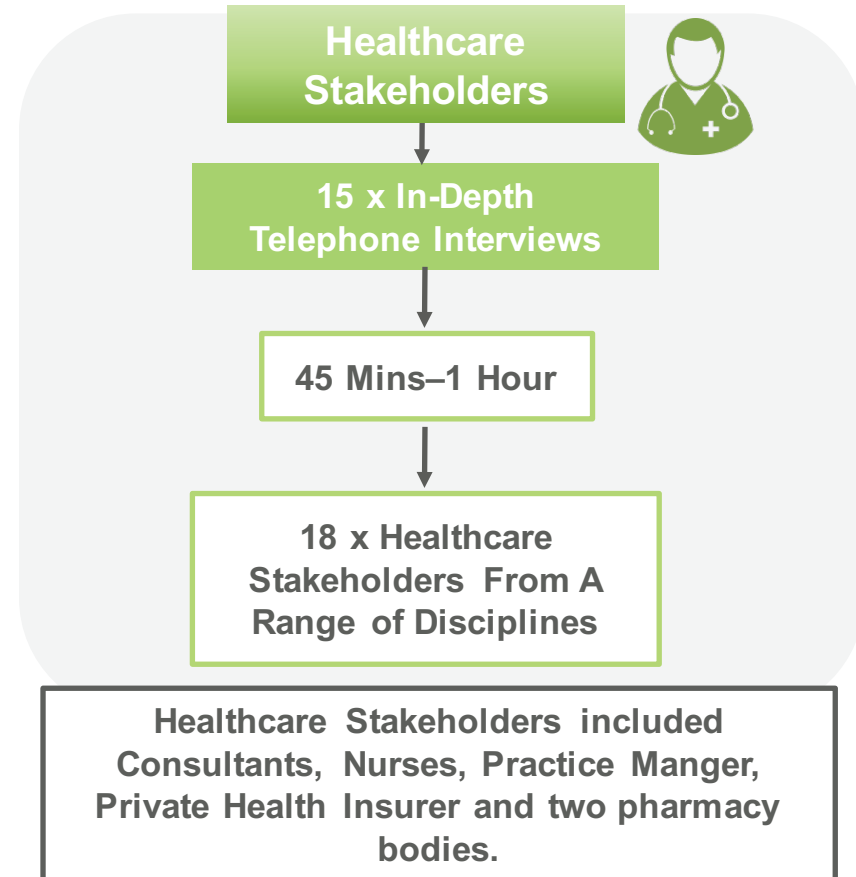 Healthcare
Stakeholders
15 x In-Depth
Telephone Interviews
45 Mins–1 Hour
18 x Healthcare
Stakeholders From A
Range of Disciplines
Healthcare Stakeholders included
Consultants, Nurses, Practice Manger,
Private Health Insurer and two pharmacy
bodies.